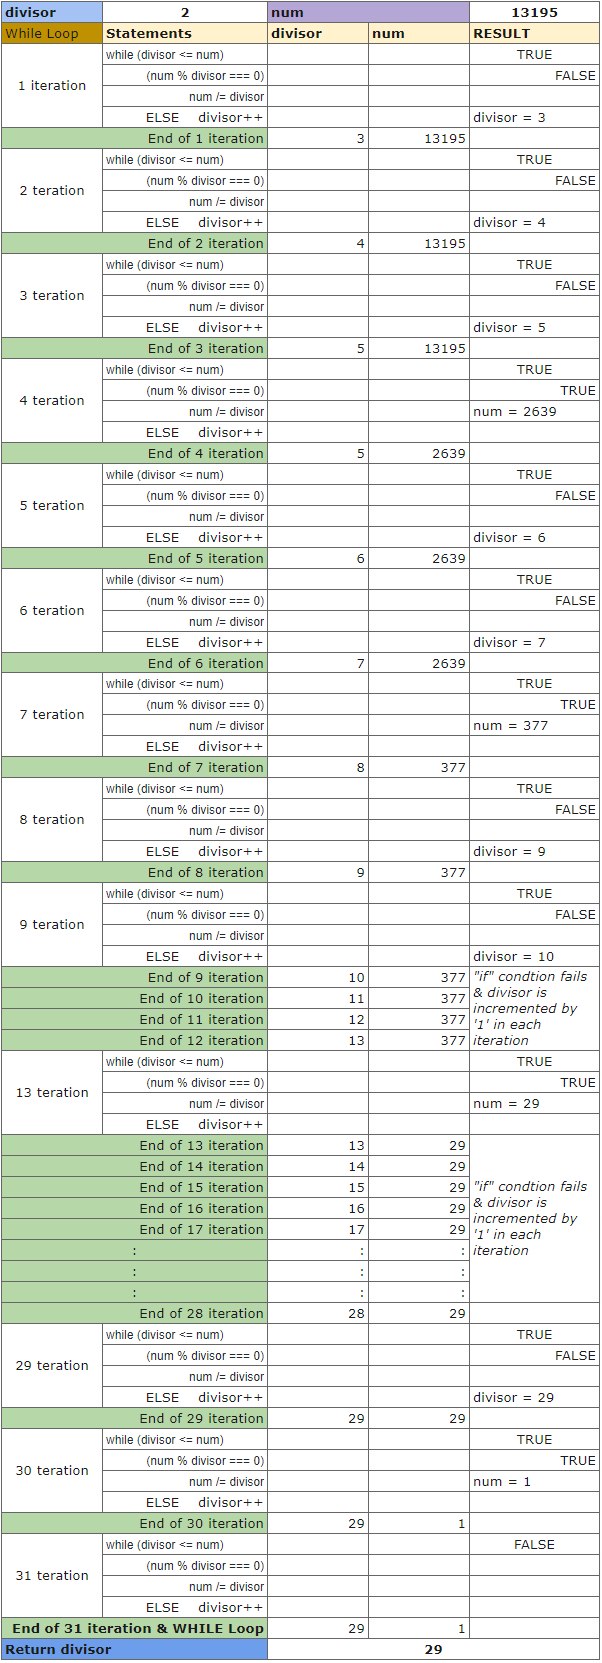 divisor 2 num 13195
While Loop Statements divisor num RESULT
while (divisor <= num) TRUE
(num % divisor === 0) FALSE
1 iteration
num /= divisor
ELSE divisor++ divisor = 3
End of 1 iteration 3 13195
while (divisor <= num) TRUE
(num % divisor === 0) FALSE
2 teration
num /= divisor
ELSE divisor++ divisor = 4
End of 2 iteration 4 13195
while (divisor <= num) TRUE
(num % divisor === 0) FALSE
3 teration
num /= divisor
ELSE divisor++ divisor = 5
End of 3 iteration 5 13195
while (divisor <= num) TRUE
(num % divisor === 0) TRUE
4 teration
num /= divisor num = 2639
ELSE divisor++
End of 4 iteration 5 2639
while (divisor <= num) TRUE
(num % divisor === 0) FALSE
5 teration
num /= divisor
ELSE divisor++ divisor = 6
End of 5 iteration 6 2639
while (divisor <= num) TRUE
(num % divisor === 0) FALSE
6 teration
num /= divisor
ELSE divisor++ divisor = 7
End of 6 iteration 7 2639
while (divisor <= num) TRUE
(num % divisor === 0) TRUE
7 teration
num /= divisor num = 377
ELSE divisor++
End of 7 iteration 8 377
while (divisor <= num) TRUE
(num % divisor === 0) FALSE
8 teration
num /= divisor
ELSE divisor++ divisor = 9
End of 8 iteration 9 377
while (divisor <= num) TRUE
(num % divisor === 0) FALSE
9 teration
num /= divisor
ELSE divisor++ divisor = 10
End of 9 iteration 10 377
End of 10 iteration 11 377
End of 11 iteration 12 377
End of 12 iteration 13 377
"if" condtion fails
& divisor is
incremented by
'1' in each
iteration
while (divisor <= num) TRUE
(num % divisor === 0) TRUE
13 teration
num /= divisor num = 29
ELSE divisor++
End of 13 iteration 13 29
End of 14 iteration 14 29
End of 15 iteration 15 29
End of 16 iteration 16 29
End of 17 iteration 17 29
: : :
: : :
: : :
"if" condtion fails
& divisor is
incremented by
'1' in each
iteration
End of 28 iteration 28 29
while (divisor <= num) TRUE
(num % divisor === 0) FALSE
29 teration
num /= divisor
ELSE divisor++ divisor = 29
End of 29 iteration 29 29
while (divisor <= num) TRUE
(num % divisor === 0) TRUE
30 teration
num /= divisor num = 1
ELSE divisor++
End of 30 iteration 29 1
while (divisor <= num) FALSE
(num % divisor === 0)
31 teration
num /= divisor
ELSE divisor++
End of 31 iteration & WHILE Loop 29 1
Return divisor 29